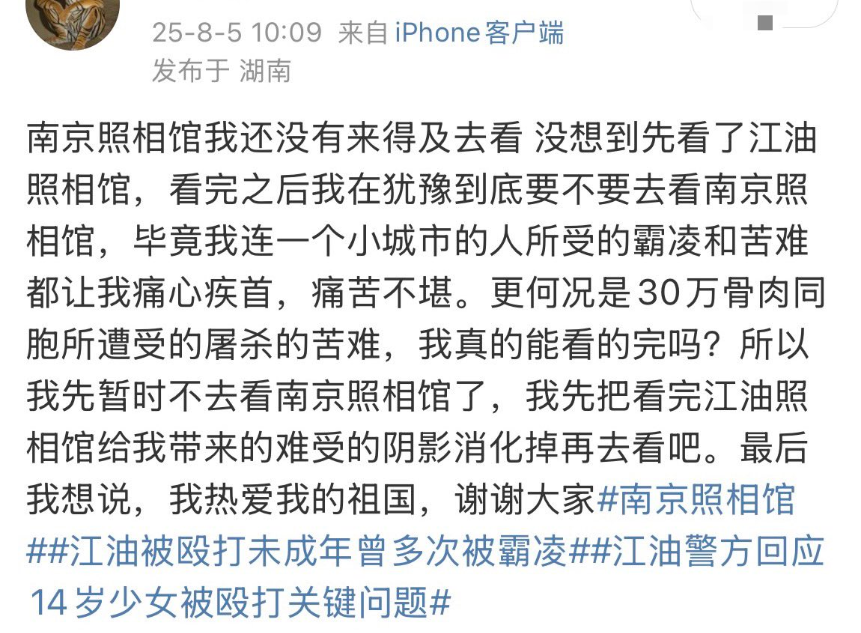 25-8-5 10:09 来自 iPhone客户端
发布于 湖南
南京照相馆我还没有来得及去看 没想到先看了江油
照相馆，看完之后我在犹豫到底要不要去看南京照
相馆，毕竟我连一个小城市的人所受的霸凌和苦难
都让我痛心疾首，痛苦不堪。更何况是30万骨肉同
胞所遭受的屠杀的苦难，我真的能看的完吗？所以
我先暂时不去看南京照相馆了，我先把看完江油照
相馆给我带来的难受的阴影消化掉再去看吧。最后
我想说，我热爱我的祖国，谢谢大家#南京照相馆
##江油被殴打未成年曾多次被霸凌##江油警方回应
14岁少女被殴打关键问题#